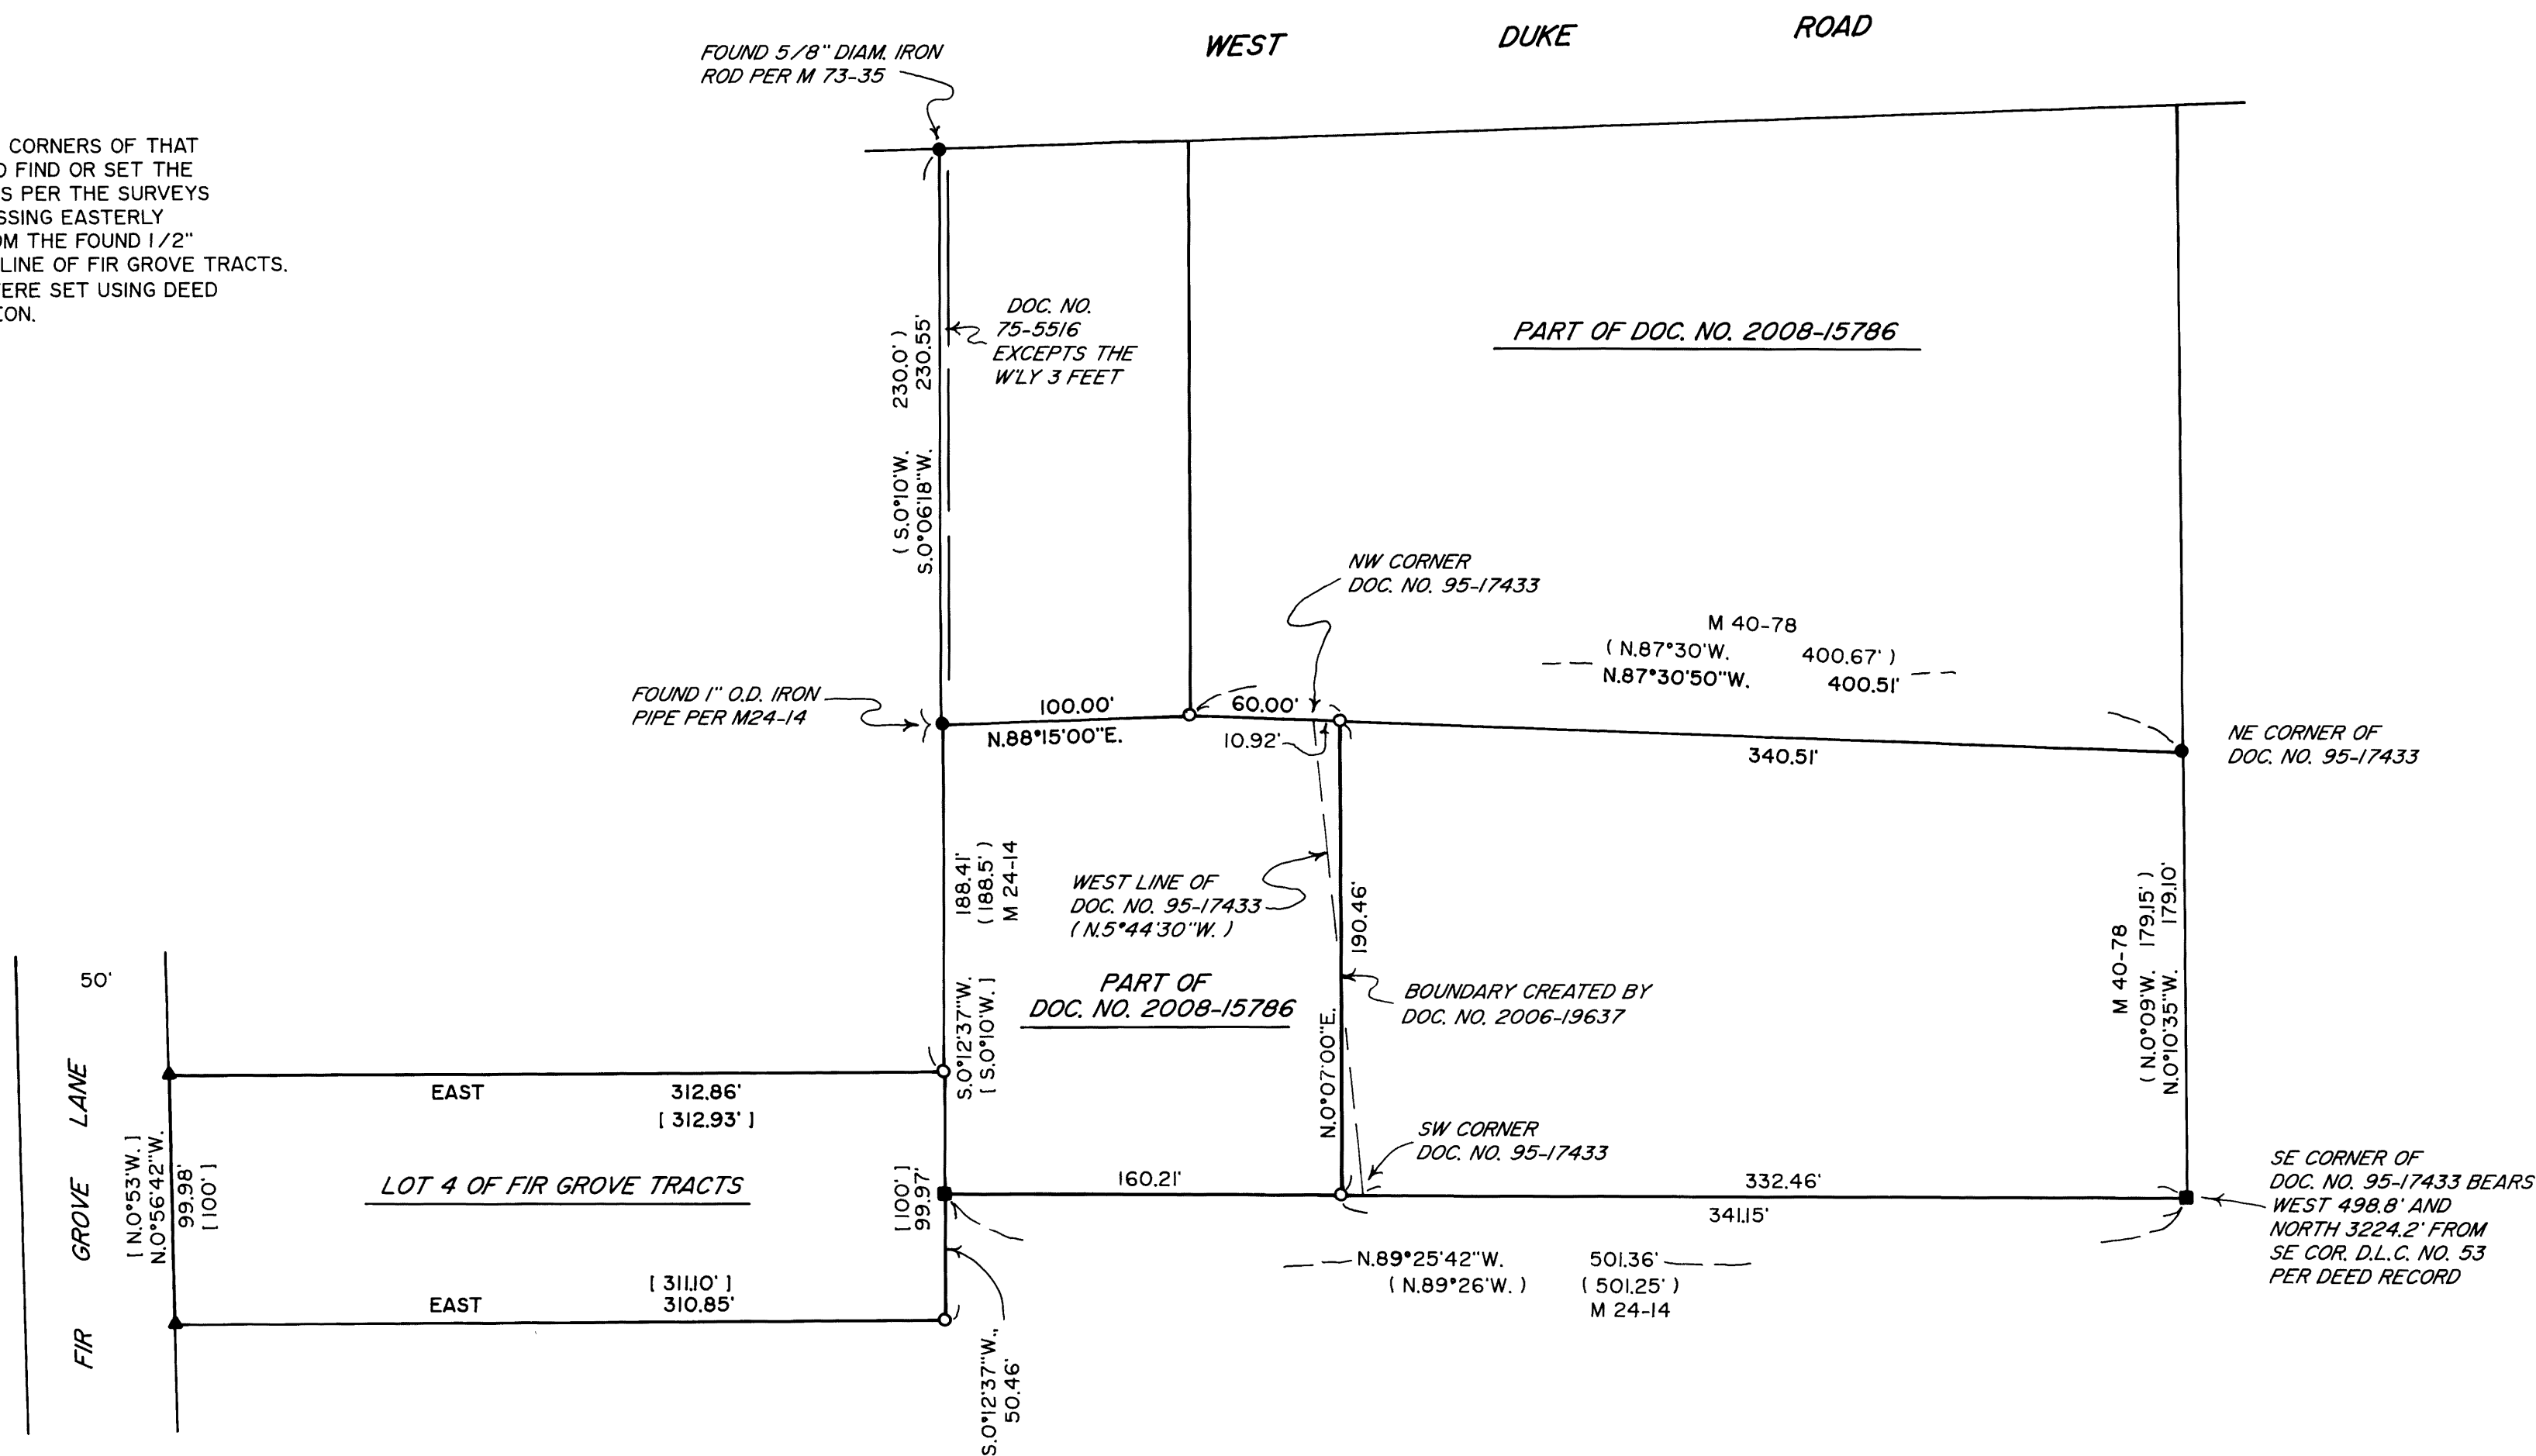 WEST DUKE ROAD
FOUND 5/8" DIAM. IRON
ROD PER M 73-35
CORNERS OF THAT
FIND OR SET THE
S PER THE SURVEYS
SSING EASTERLY
OM THE FOUND 1/2"
LINE OF FIR GROVE TRACTS.
ERE SET USING DEED
EON.
DOC. NO.
75-5516
EXCEPTS THE
W'LY 3 FEET
( S.0°10'W. 230.0' )
S.0°06'18"W. 230.55'
PART OF DOC. NO. 2008-15786
NW CORNER
DOC. NO. 95-17433
M 40-78
( N.87°30'W. 400.67' )
N.87°30'50"W. 400.51'
FOUND 1" O.D. IRON
PIPE PER M24-14
100.00'
N.88°15'00"E.
60.00'
10.92'
340.51'
NE CORNER OF
DOC. NO. 95-17433
188.41'
( 188.5' )
M 24-14
S.0°12'37"W.
[ S.0°10'W. ]
WEST LINE OF
DOC. NO. 95-17433
( N.5°44'30"W. )
190.46'
N.0°07'00"E.
PART OF
DOC. NO. 2008-15786
BOUNDARY CREATED BY
DOC. NO. 2006-19637
M 40-78
( N.0°09'W. 179.15' )
N.0°10'35"W. 179.10'
50'
FIR GROVE LANE
EAST 312.86'
[ 312.93' ]
[ N.0°53'W. ]
N.0°56'42"W.
99.98'
[ 100' ]
LOT 4 OF FIR GROVE TRACTS
[ 100' ]
99.97'
[ 311.10' ]
EAST 310.85'
S.0°12'37"W.,
50.46'
160.21'
SW CORNER
DOC. NO. 95-17433
332.46'
341.15'
N.89°25'42"W. 501.36'
( N.89°26'W. ) ( 501.25' )
M 24-14
SE CORNER OF
DOC. NO. 95-17433 BEARS
WEST 498.8' AND
NORTH 3224.2' FROM
SE COR. D.L.C. NO. 53
PER DEED RECORD